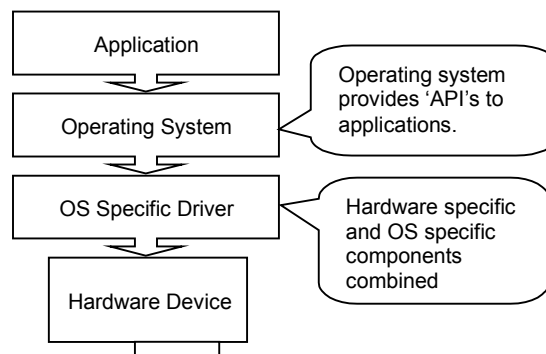 Application
Operating System
Operating system
provides ‘API’s to
applications.
OS Specific Driver
Hardware specific
and OS specific
components
combined
Hardware Device